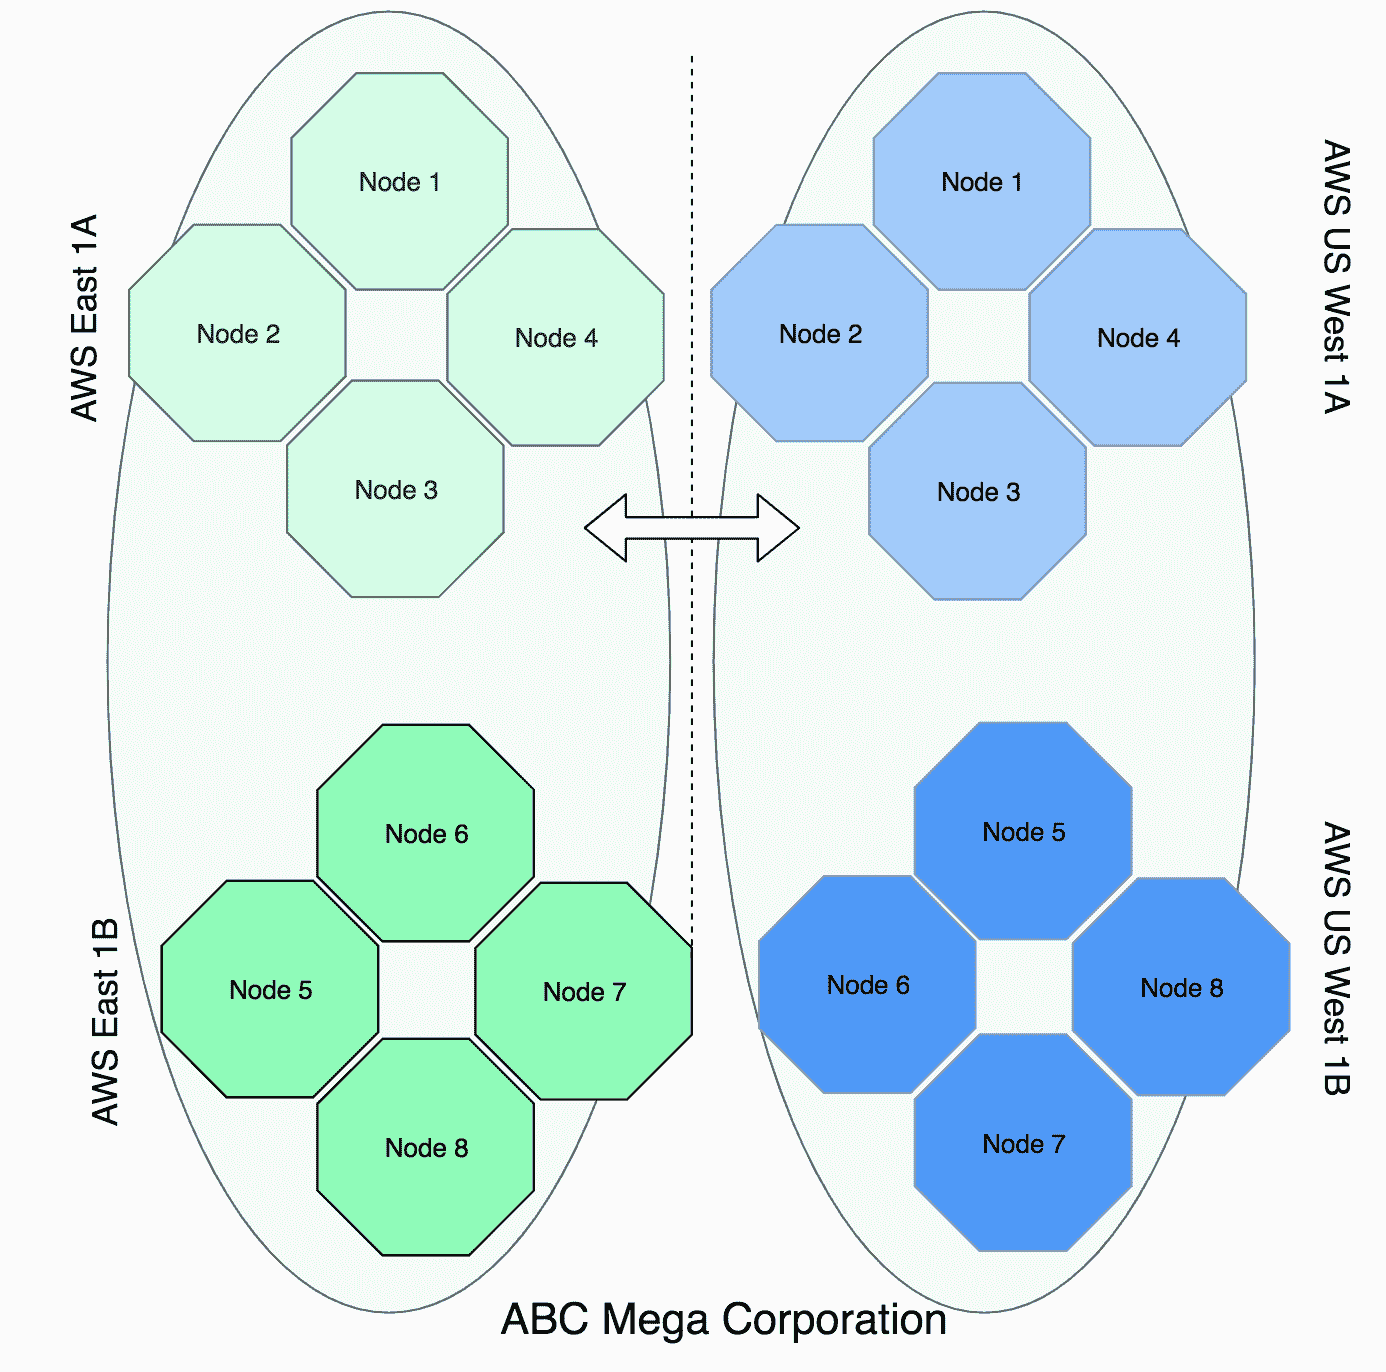 AWS East 1A
Node 1
Node 2
Node 4
Node 3
AWS US West 1A
Node 1
Node 2
Node 4
Node 3
AWS East 1B
Node 6
Node 5
Node 7
Node 8
AWS US West 1B
Node 5
Node 6
Node 8
Node 7
ABC Mega Corporation